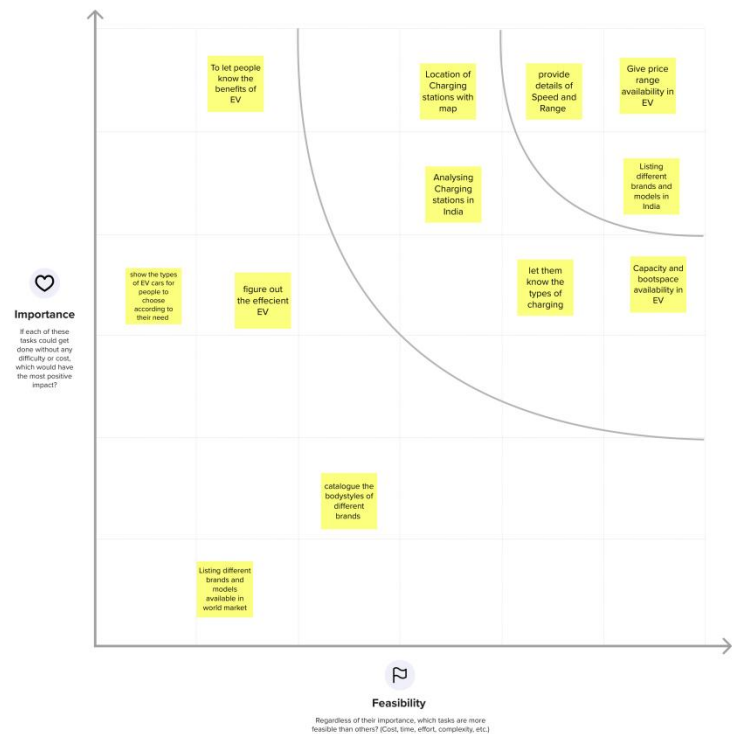 To let people
know the
benefits of
EV
Location of
Charging
stations with
map
provide
details of
Speed and
Range
Give price
range
availability in
EV
Analysing
Charging
stations in
India
Listing
different
brands and
models in
India
show the types
of EV cars for
people to
choose
according to
their need
figure out
the effecient
EV
let them
know the
types of
charging
Capacity and
bootspace
availability in
EV
Importance
If each of these
tasks could get
done without any
difficulty or cost,
which would have
the most positive
impact?
catalogue the
bodystyles of
different
brands
Listing different
brands and
models
available in
world market
Feasibility
Regardless of their importance, which tasks are more
feasible than others? (Cost, time, effort, complexity, etc.)